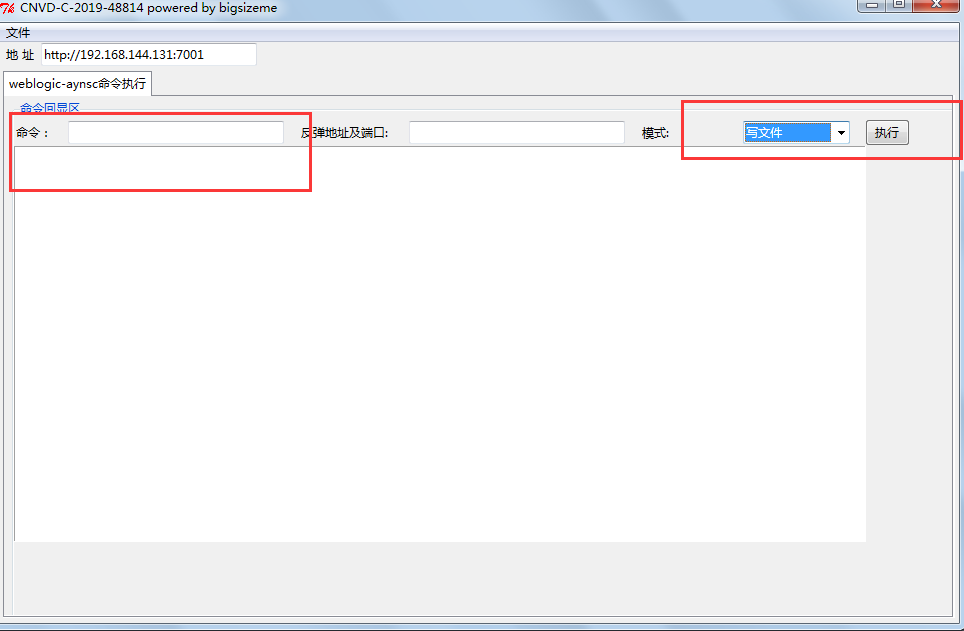 CNVD-C-2019-48814 powered by bigsizeme
文件
地 址 http://192.168.144.131:7001
weblogic-aynsc命令执行
命令回显区
命令： 反弹地址及端口: 模式: 写文件 执行